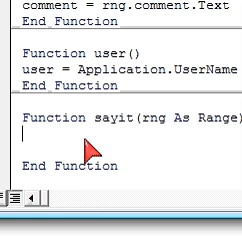 comment = rng.comment.Text
End Function
Function user()
user = Application.UserName
End Function
Function sayit(rng As Range)
End Function